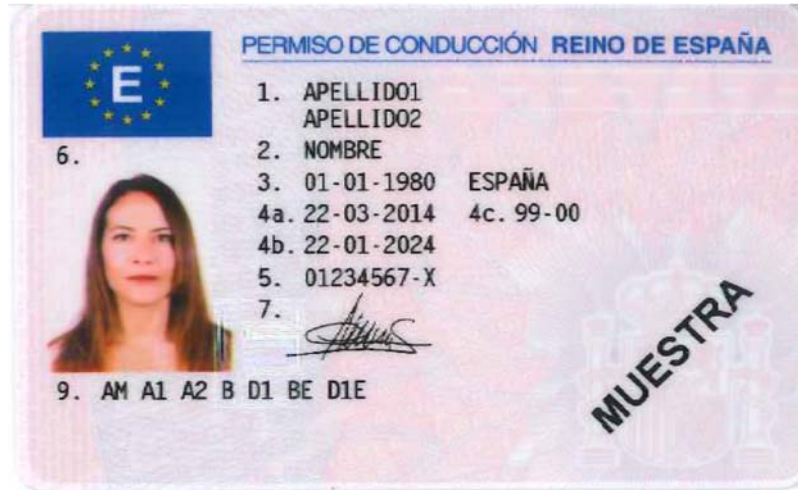 PERMISO DE CONDUCCIÓN REINO DE ESPAÑA
E
1. APELLIDO1
APELLIDO2
2. NOMBRE
3. 01-01-1980 ESPAÑA
4a. 22-03-2014 4c. 99-00
4b. 22-01-2024
5. 01234567-X
6.
7.
9. AM A1 A2 B D1 BE D1E
MUESTRA